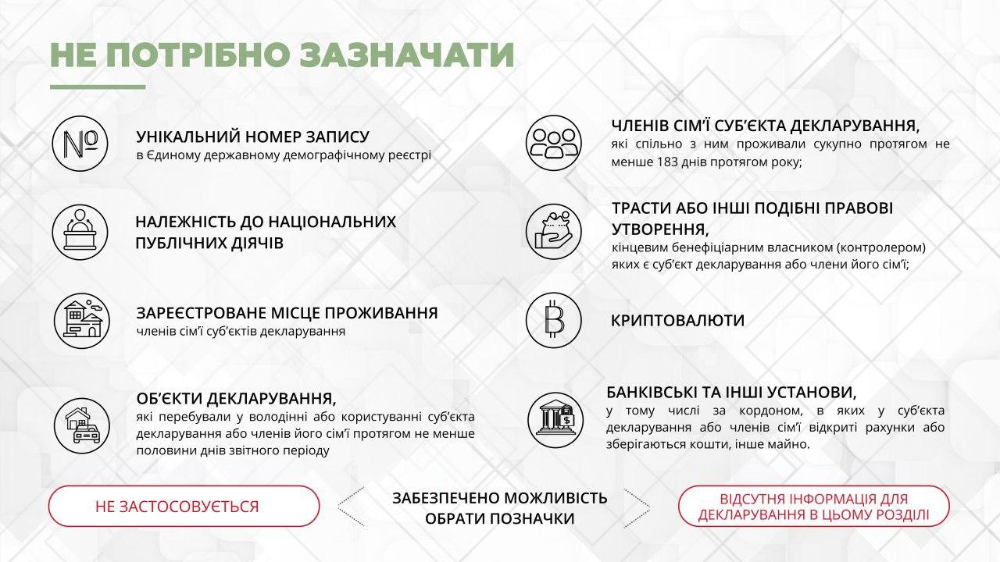 НЕ ПОТРІБНО ЗАЗНАЧАТИ
№
УНІКАЛЬНИЙ НОМЕР ЗАПИСУ
в Єдиному державному демографічному реєстрі
НАЛЕЖНІСТЬ ДО НАЦІОНАЛЬНИХ
ПУБЛІЧНИХ ДІЯЧІВ
ЗАРЕЄСТРОВАНЕ МІСЦЕ ПРОЖИВАННЯ
членів сім’ї суб’єктів декларування
ОБ’ЄКТИ ДЕКЛАРУВАННЯ,
які перебували у володінні або користуванні суб’єкта
декларування або членів його сім’ї протягом не менше
половини днів звітного періоду
ЧЛЕНІВ СІМ’Ї СУБ’ЄКТА ДЕКЛАРУВАННЯ,
які спільно з ним проживали сукупно протягом не
менше 183 днів протягом року;
ТРАСТИ АБО ІНШІ ПОДІБНІ ПРАВОВІ
УТВОРЕННЯ,
кінцевим бенефіціарним власником (контролером)
яких є суб’єкт декларування або члени його сім’ї;
КРИПТОВАЛЮТИ
БАНКІВСЬКІ ТА ІНШІ УСТАНОВИ,
у тому числі за кордоном, в яких у суб’єкта
декларування або членів сім’ї відкриті рахунки або
зберігаються кошти, інше майно.
НЕ ЗАСТОСОВУЄТЬСЯ
ЗАБЕЗПЕЧЕНО МОЖЛИВІСТЬ
ОБРАТИ ПОЗНАЧКИ
ВІДСУТНЯ ІНФОРМАЦІЯ ДЛЯ
ДЕКЛАРУВАННЯ В ЦЬОМУ РОЗДІЛІ